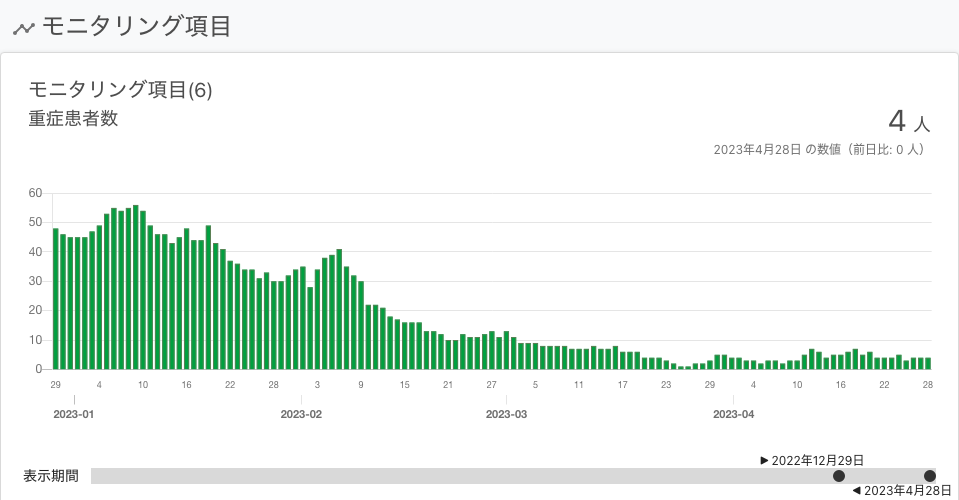 モニタリング項目
モニタリング項目(6)
重症患者数
4 人
2023年4月28日 の数値（前日比: 0 人）
60
50
40
30
20
10
0
29 4 10 16 22 28 3 9 15 21 27 5 11 17 23 29 4 10 16 22 28
2023-01 2023-02 2023-03 2023-04
▶ 2022年12月29日
表示期間
◀ 2023年4月28日